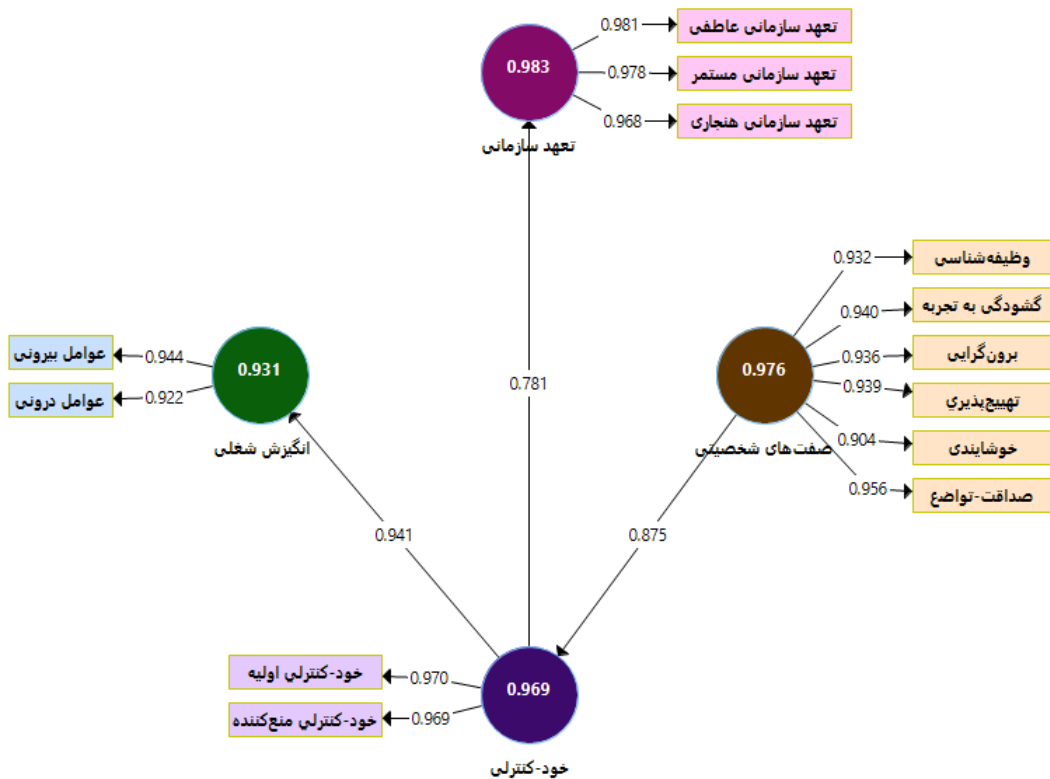 0.981
تعهد سازمانی عاطفی
0.983
0.978
تعهد سازمانی مستمر
0.968
تعهد سازمانی هنجاری
تعهد سازمانی
0.932
وظیفه‌شناسی
0.940
گشودگی به تجربه
0.936
برون‌گرایی
0.976
0.939
تهییج‌پذیري
0.904
خوشایندی
صفت‌های شخصیتی
0.956
صداقت-تواضع
عوامل بیرونی
0.944
0.931
عوامل درونی
0.922
انگیزش شغلی
0.781
0.941
0.875
خود-کنترلي اولیه
0.970
0.969
خود-کنترلي منع‌کننده
0.969
خود-کنترلی